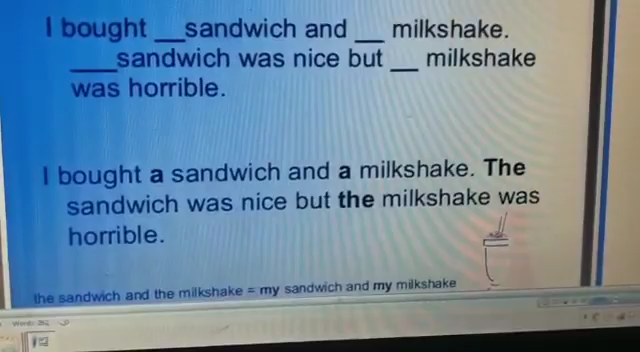 I bought __sandwich and __ milkshake.
___sandwich was nice but __ milkshake
was horrible.
I bought a sandwich and a milkshake. The
sandwich was nice but the milkshake was
horrible.
the sandwich and the milkshake = my sandwich and my milkshake